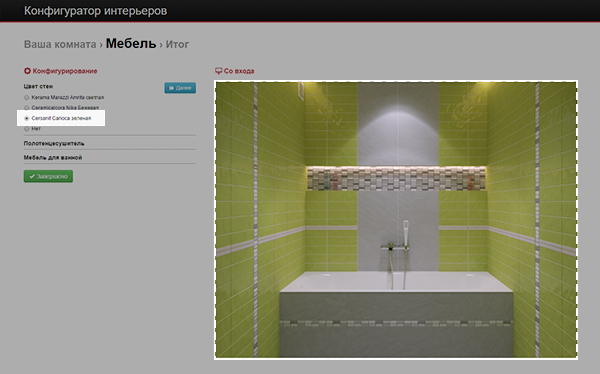 Конфигуратор интерьеров
Ваша комната › Мебель › Итог
Конфигурирование
Со входа
Цвет стен
Далее
Kerama Marazzi Amrita светлая
Ceramicalcora Nika Бежевая
Cersanit Carioca зеленая
Нет
Полотенцесушитель
Мебель для ванной
Завершено